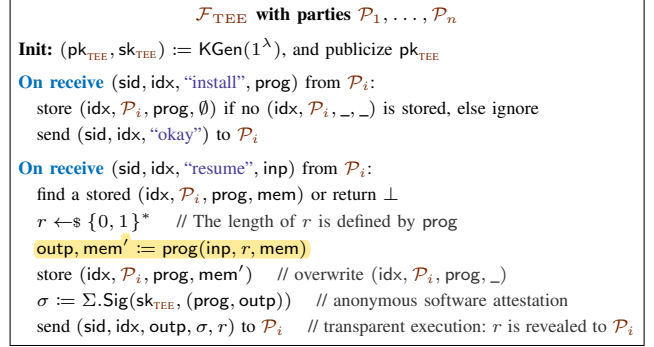 F_TEE with parties P_1, . . . , P_n
Init: (pk_TEE, sk_TEE) := KGen(1^λ), and publicize pk_TEE
On receive (sid, idx, “install”, prog) from P_i:
store (idx, P_i, prog, ∅) if no (idx, P_i, _, _) is stored, else ignore
send (sid, idx, “okay”) to P_i
On receive (sid, idx, “resume”, inp) from P_i:
find a stored (idx, P_i, prog, mem) or return ⊥
r ←$ {0, 1}^* // The length of r is defined by prog
outp, mem′ := prog(inp, r, mem)
store (idx, P_i, prog, mem′) // overwrite (idx, P_i, prog, _)
σ := Σ.Sig(sk_TEE, (prog, outp)) // anonymous software attestation
send (sid, idx, outp, σ, r) to P_i // transparent execution: r is revealed to P_i